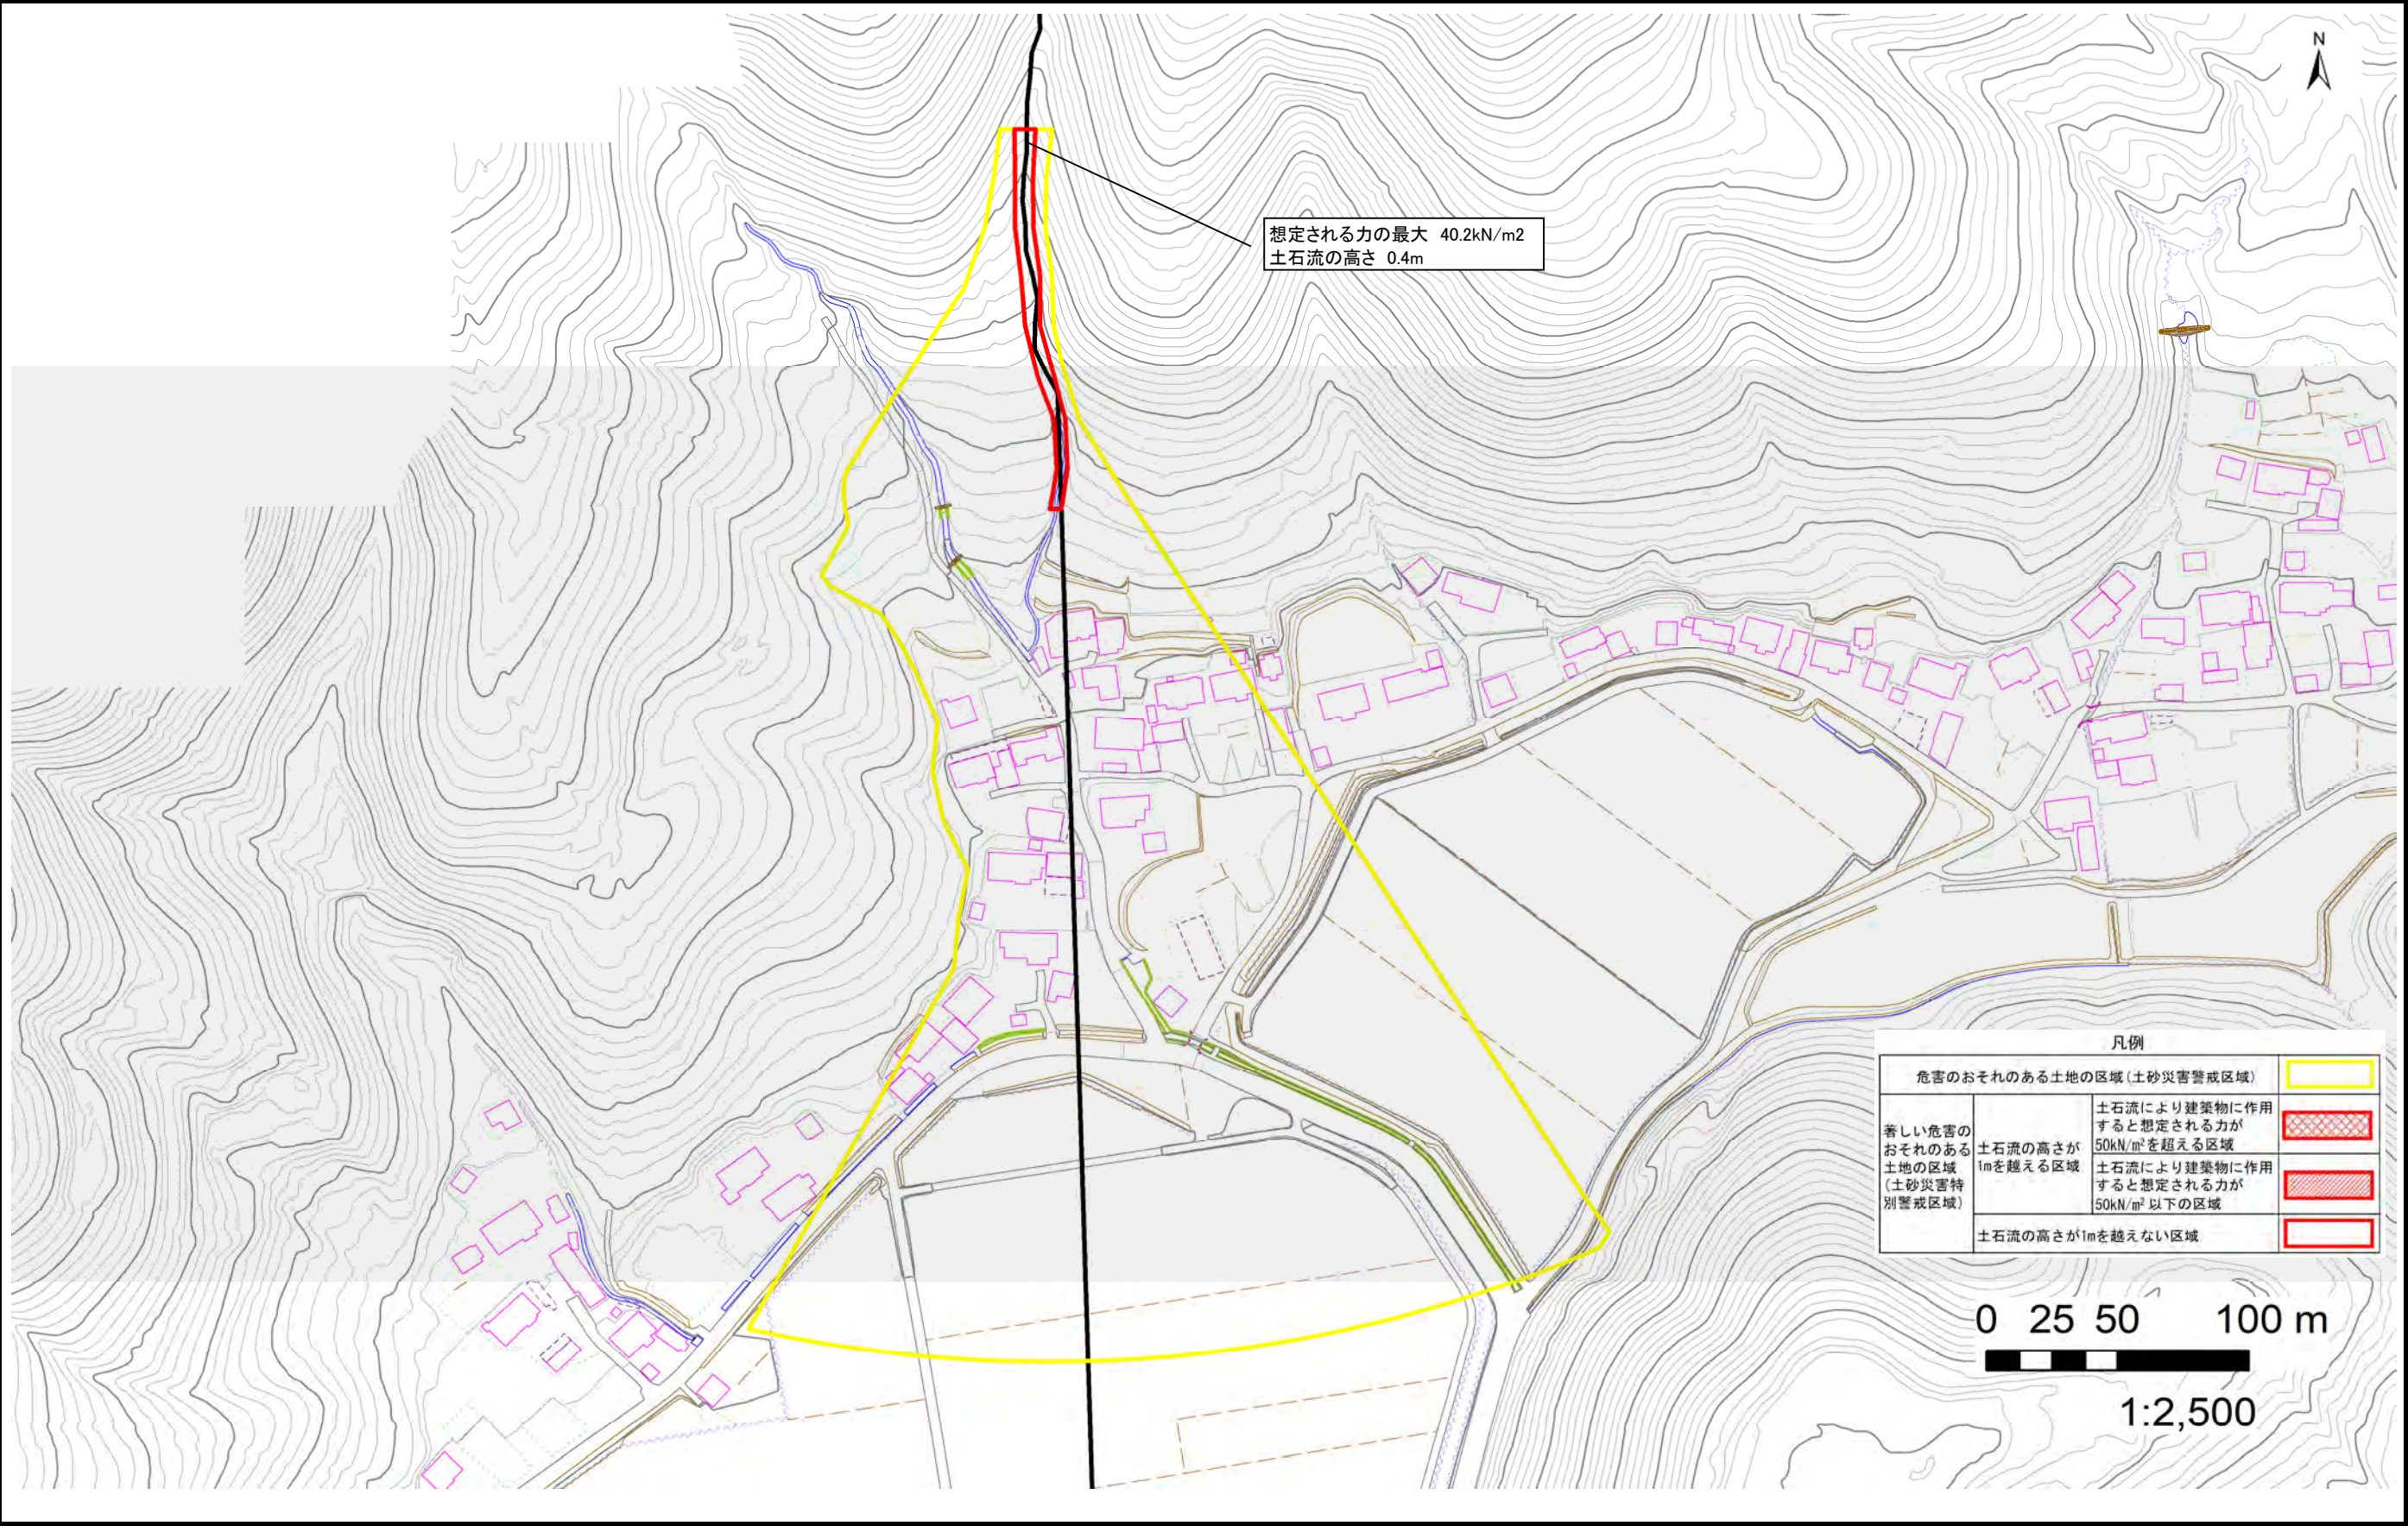 N
想定される力の最大 40.2kN/m2
土石流の高さ 0.4m
凡例
危害のおそれのある土地の区域(土砂災害警戒区域)
著しい危害の
おそれのある
土地の区域
(土砂災害特
別警戒区域)
土石流の高さが
1mを越える区域
土石流により建築物に作用
すると想定される力が
50kN/㎡を超える区域
土石流により建築物に作用
すると想定される力が
50kN/㎡以下の区域
土石流の高さが1mを越えない区域
0 25 50 100 m
1:2,500